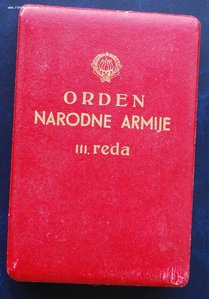 ORDEN
NARODNE ARMIJE
III. reda